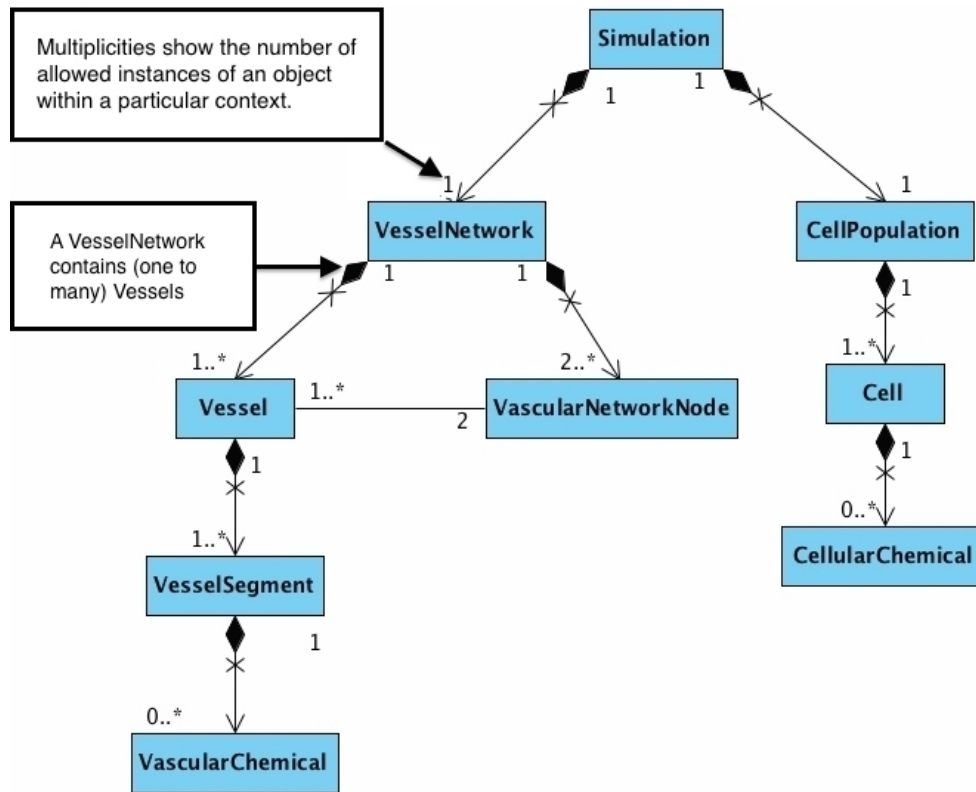 Multiplicities show the number of
allowed instances of an object
within a particular context.
Simulation
1
1
1
1
A VesselNetwork
contains (one to
many) Vessels
VesselNetwork
CellPopulation
1
1
1
1..*
2..*
1..*
Vessel
1..*
2
VascularNetworkNode
Cell
1
1
1..*
0..*
VesselSegment
CellularChemical
1
0..*
VascularChemical